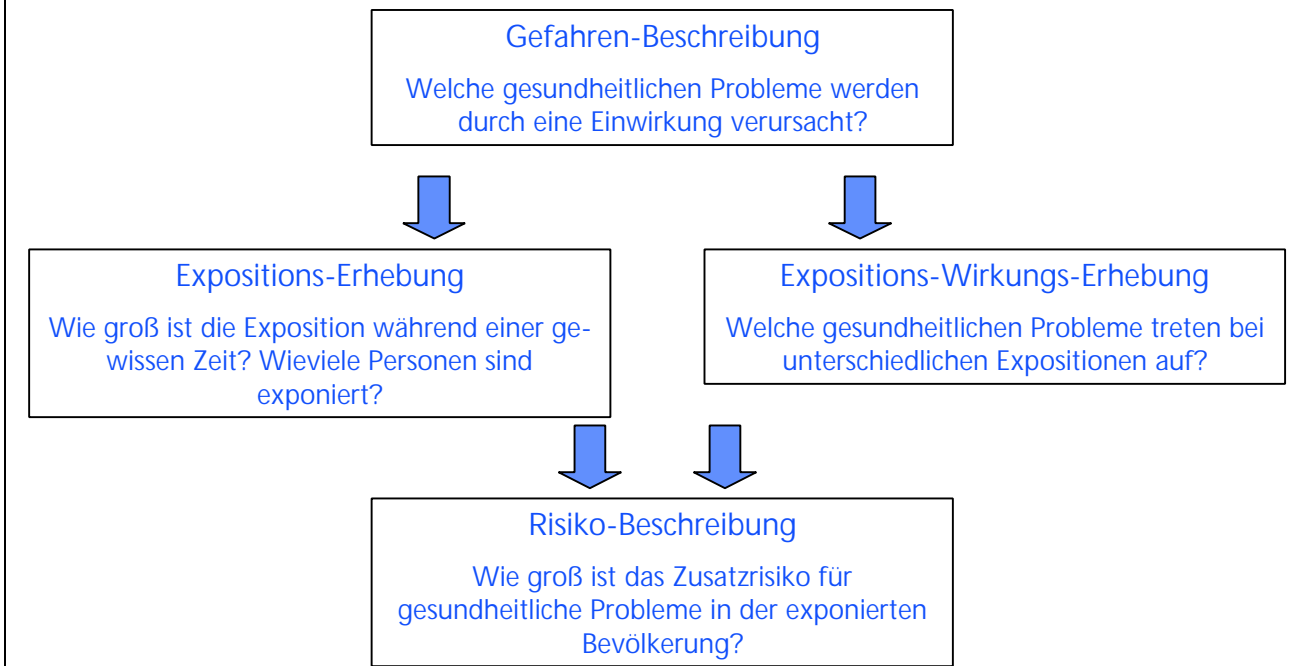 Gefahren-Beschreibung
Welche gesundheitlichen Probleme werden
durch eine Einwirkung verursacht?
Expositions-Erhebung
Wie groß ist die Exposition während einer ge-
wissen Zeit? Wieviele Personen sind
exponiert?
Expositions-Wirkungs-Erhebung
Welche gesundheitlichen Probleme treten bei
unterschiedlichen Expositionen auf?
Risiko-Beschreibung
Wie groß ist das Zusatzrisiko für
gesundheitliche Probleme in der exponierten
Bevölkerung?